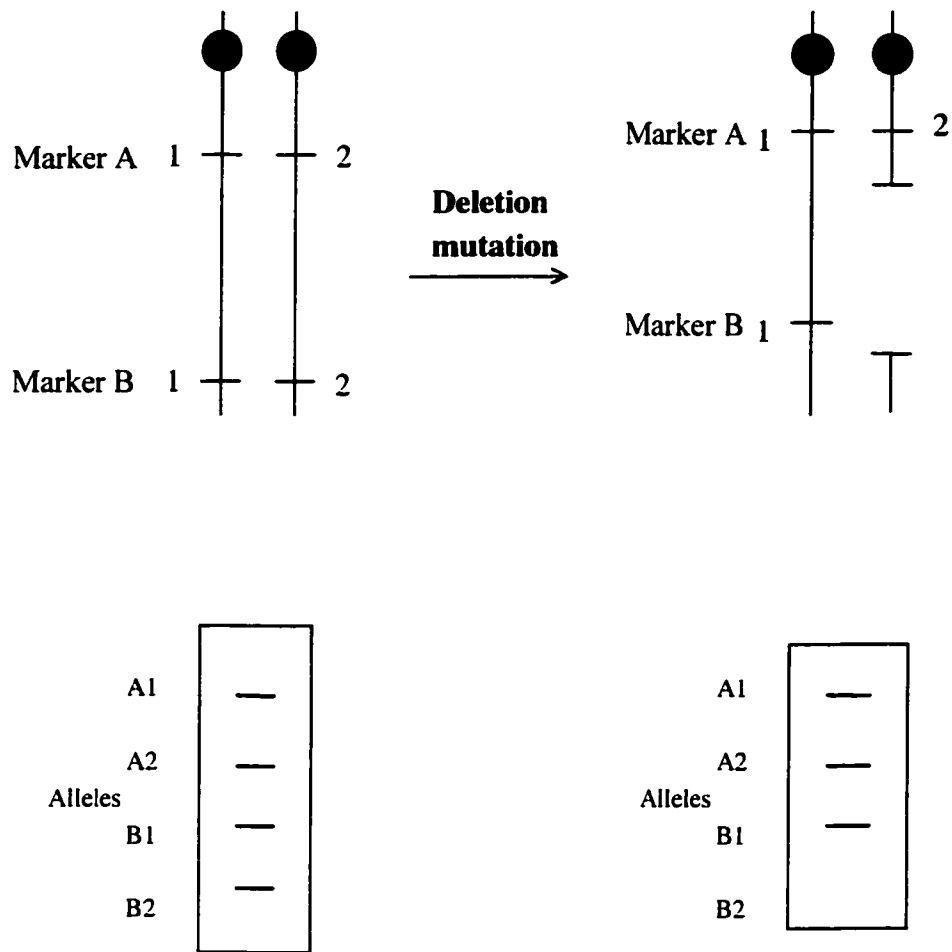 Marker A 1 2
Marker B 1 2
Deletion
mutation
Marker A 1 2
Marker B 1
A1
A2
Alleles
B1
B2
A1
A2
Alleles
B1
B2